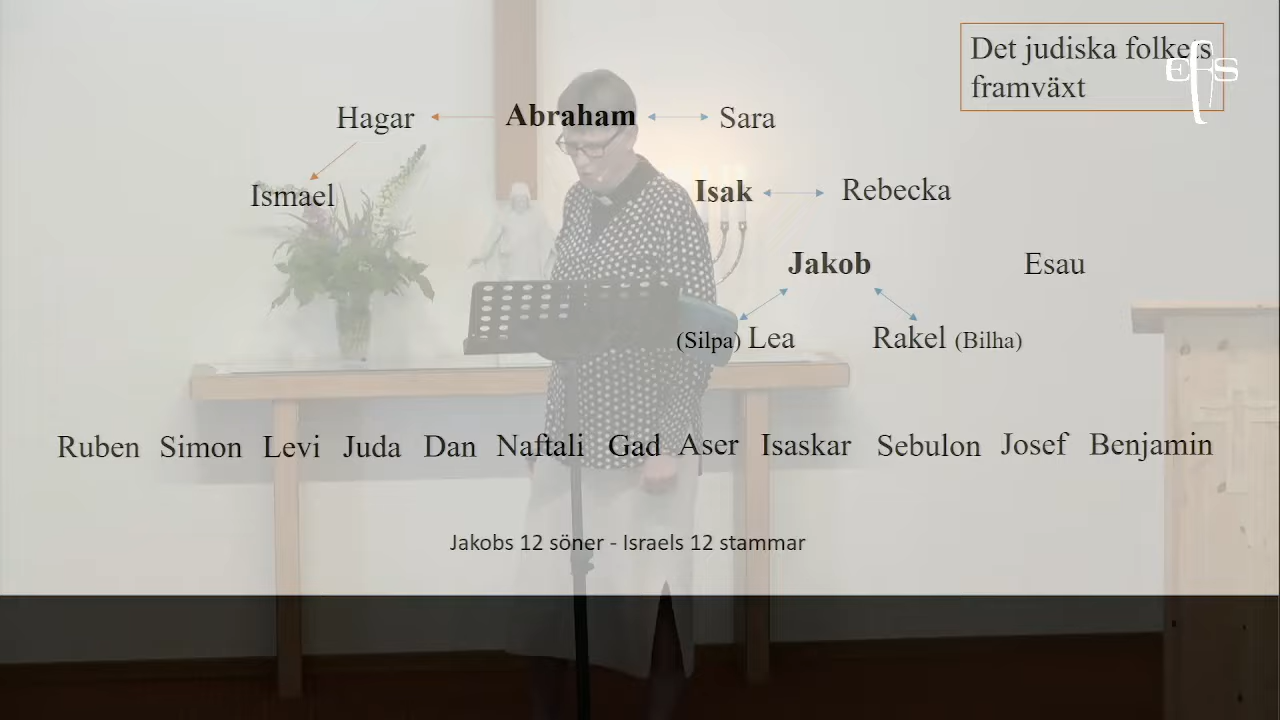 Det judiska folkets
framväxt
EFS
Hagar Abraham Sara
Ismael Isak Rebecka
Jakob Esau
(Silpa) Lea Rakel (Bilha)
Ruben Simon Levi Juda Dan Naftali Gad Aser Isaskar Sebulon Josef Benjamin
Jakobs 12 söner - Israels 12 stammar